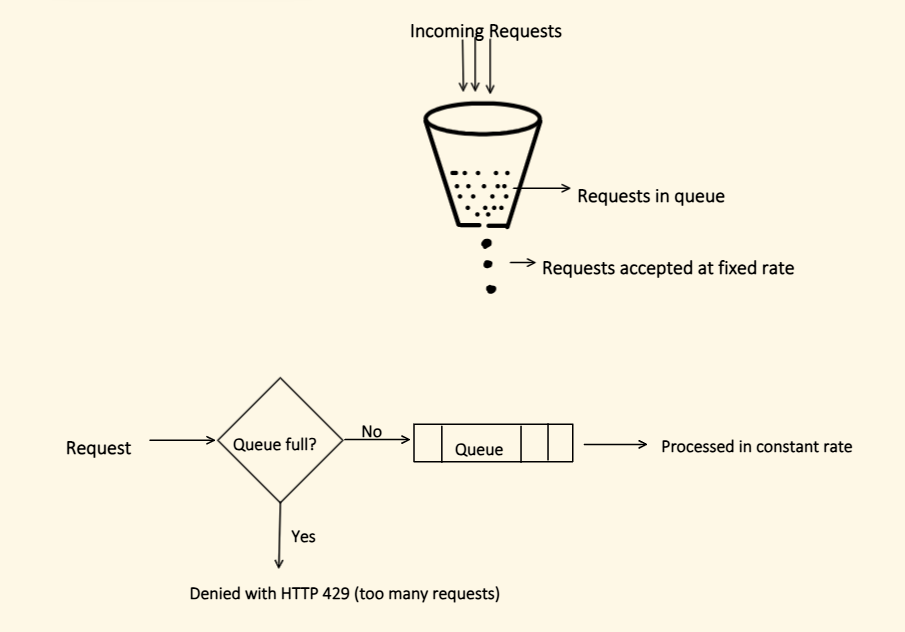 Incoming Requests
Requests in queue
Requests accepted at fixed rate
Request
Queue full?
No
Queue
Processed in constant rate
Yes
Denied with HTTP 429 (too many requests)